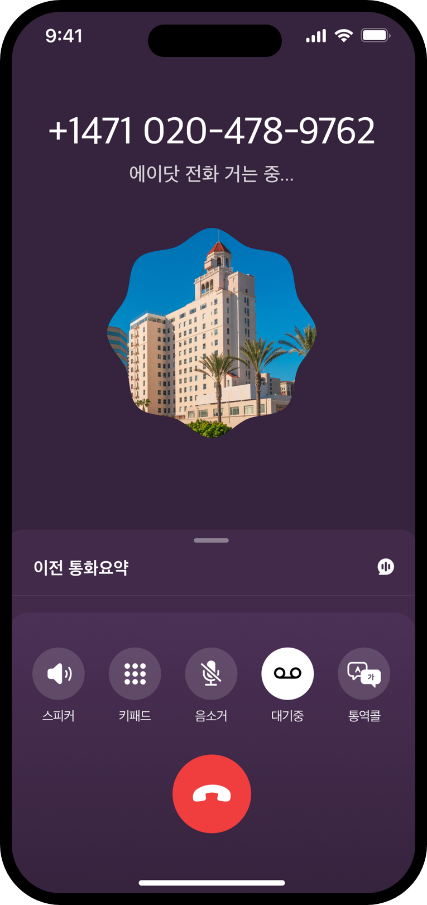 9:41
+1471 020-478-9762
에이닷 전화 거는 중...
이전 통화요약
스피커
키패드
음소거
대기중
A
가
통역콜